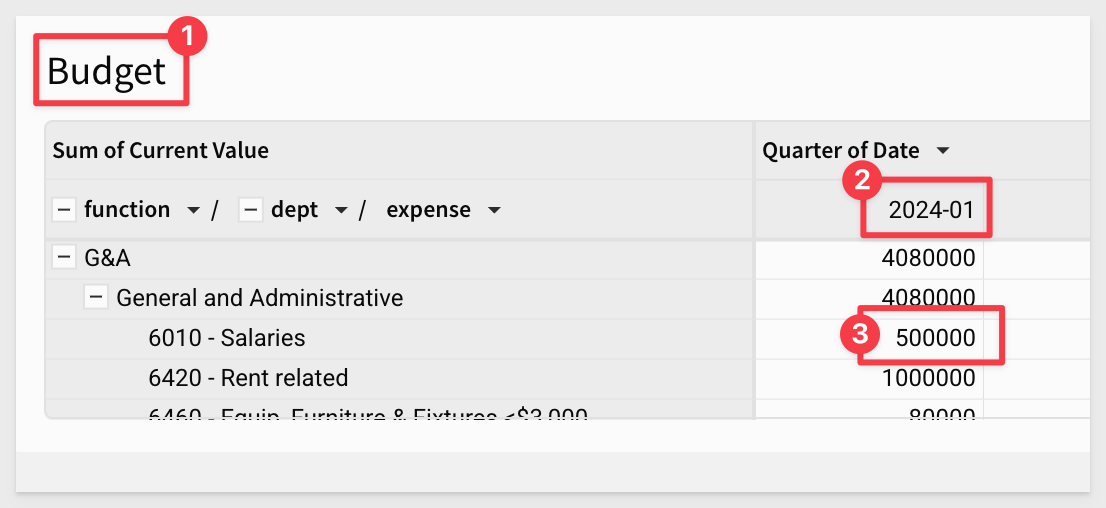 1
Budget
Sum of Current Value Quarter of Date
2
function / dept / expense 2024-01
G&A 4080000
General and Administrative 4080000
3
6010 - Salaries 500000
6420 - Rent related 1000000
6460 - Equip, Furniture & Fixtures <$3,000 80000